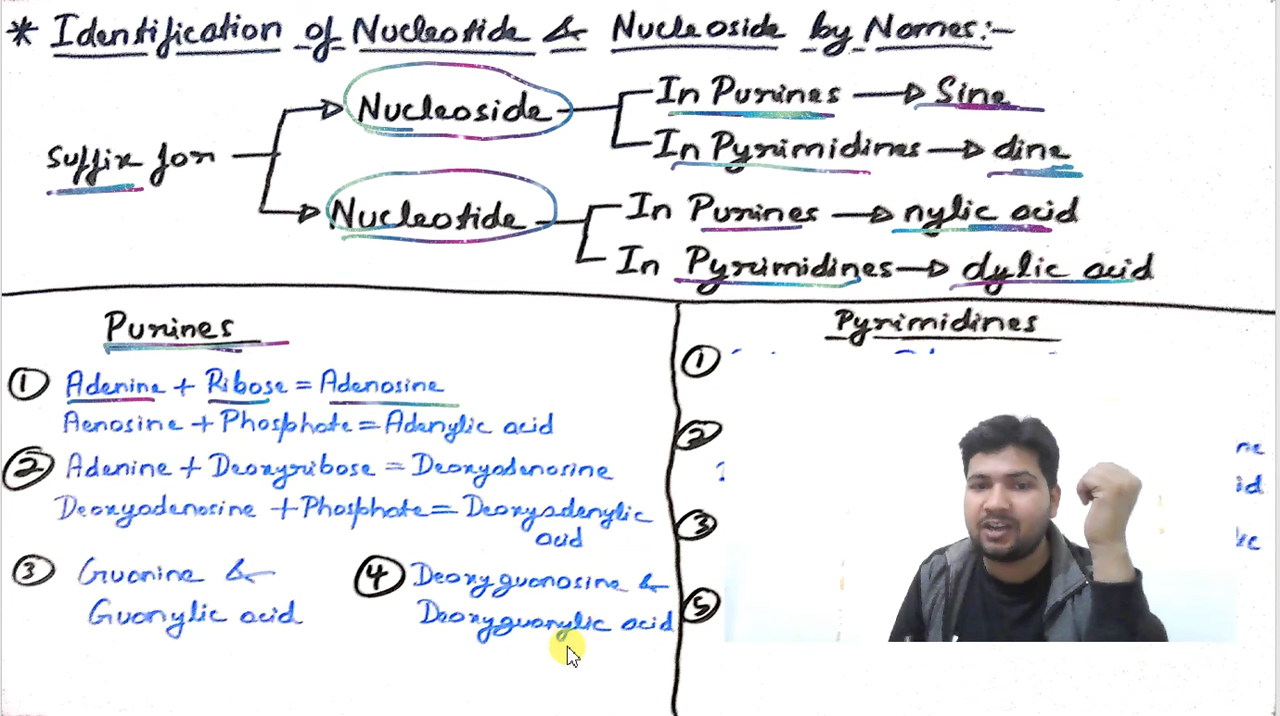 * Identification of Nucleotide & Nucleoside by Names:-
Suffix for
Nucleoside
In Purines → Sine
In Pyrimidines → dine
Nucleotide
In Purines → nylic acid
In Pyrimidines → dylic acid
Purines
① Adenine + Ribose = Adenosine
Aenosine + Phosphate = Adenylic acid
② Adenine + Deoxyribose = Deoxyadenosine
Deoxyadenosine + Phosphate = Deoxyadenylic
acid
③ Guanine &
Guanylic acid
④ Deoxyguanosine &
Deoxyguanylic acid
Pyrimidines
①
②
ne
id
③
⑤